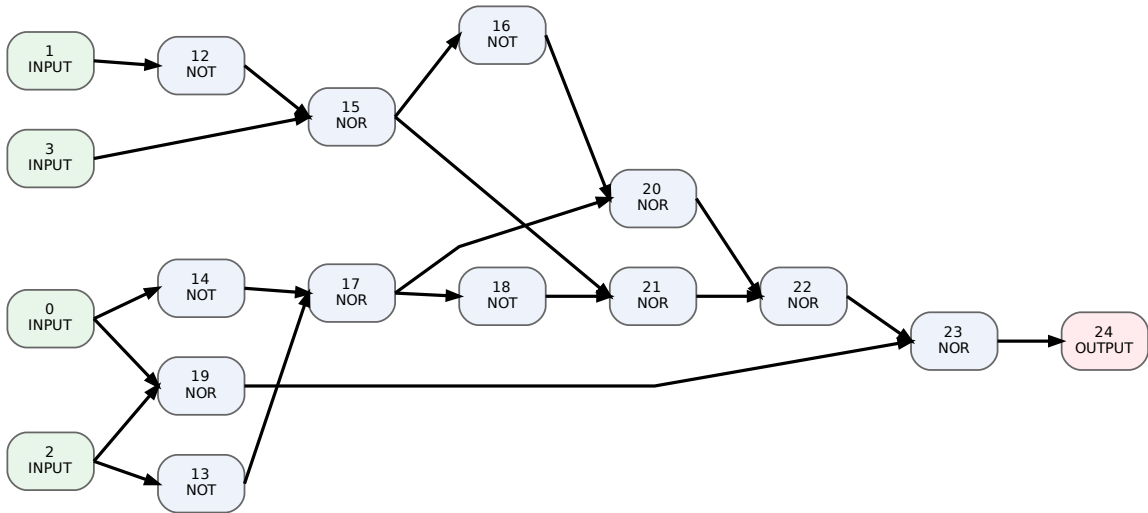 1
INPUT
12
NOT
16
NOT
15
NOR
3
INPUT
20
NOR
14
NOT
17
NOR
18
NOT
21
NOR
22
NOR
0
INPUT
23
NOR
24
OUTPUT
19
NOR
2
INPUT
13
NOT